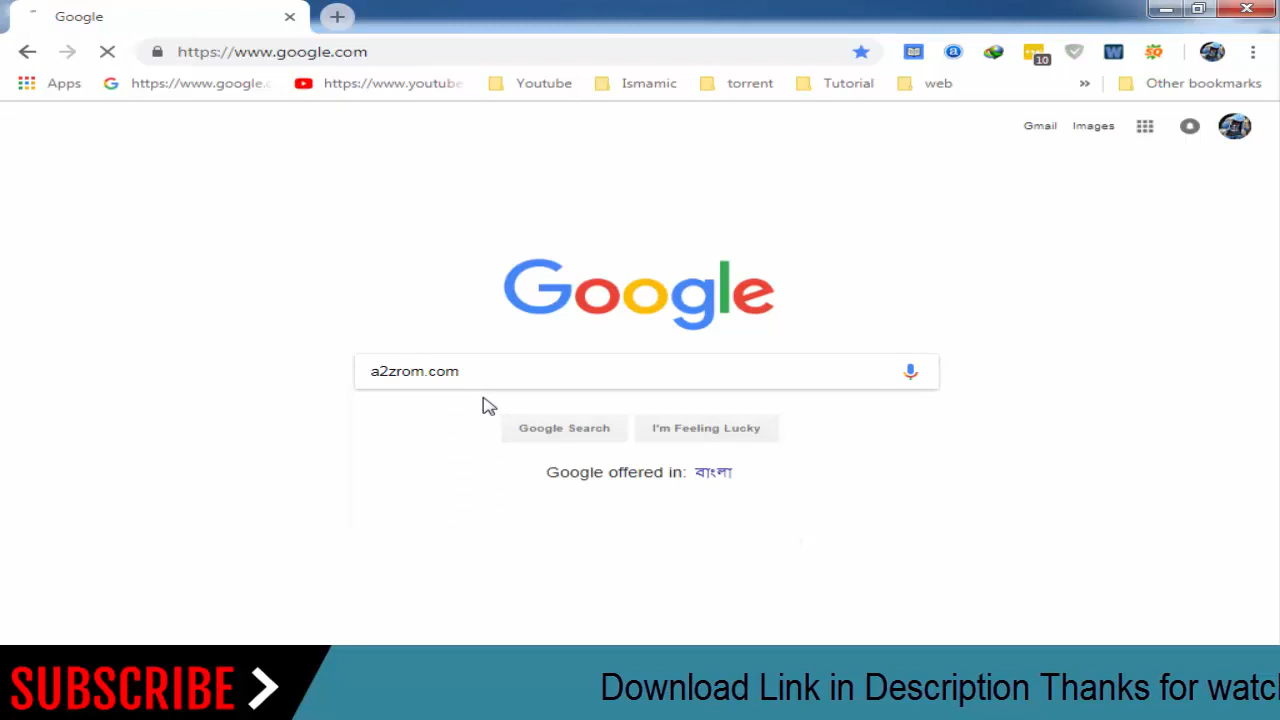 Google
https://www.google.com
10
Apps
https://www.google.c
https://www.youtube
Youtube
Ismamic
torrent
Tutorial
web
»
Other bookmarks
Gmail
Images
Google
a2zrom.com
Google Search
I'm Feeling Lucky
Google offered in: বাংলা
SUBSCRIBE
Download Link in Description Thanks for watc